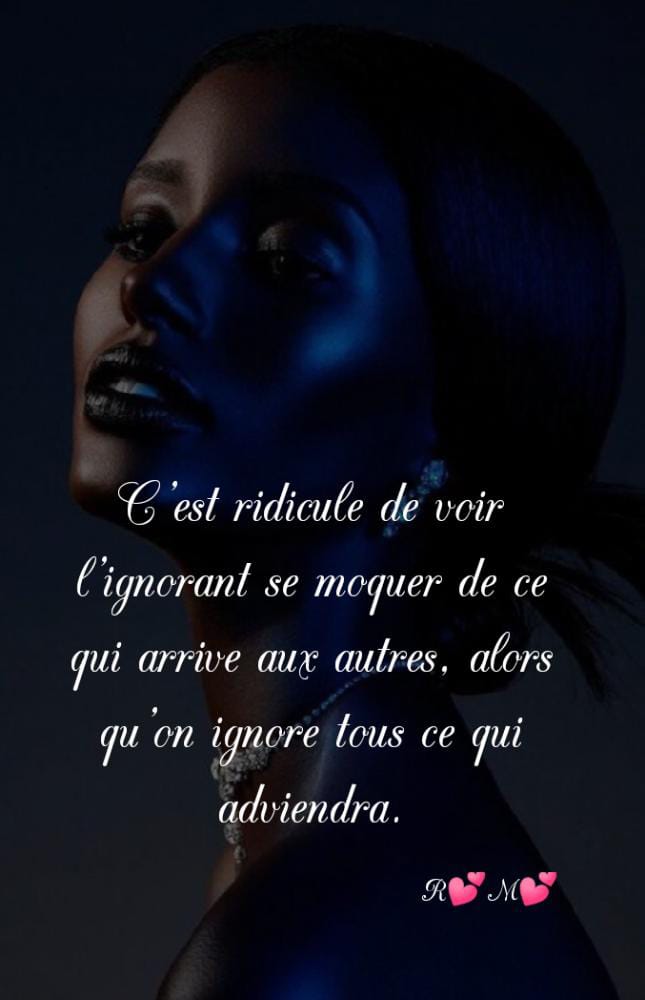 C'est ridicule de voir
l'ignorant se moquer de ce
qui arrive aux autres, alors
qu'on ignore tous ce qui
adviendra.
R💕 M💕